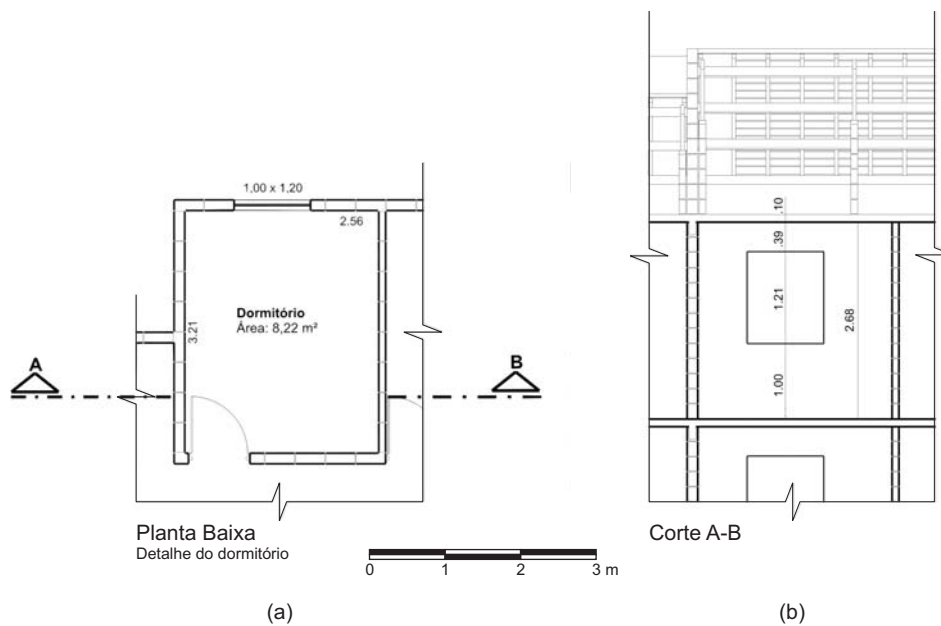 1,00 x 1,20
2.56
Dormitório
Área: 8,22 m²
3.21
A
B
Planta Baixa
Detalhe do dormitório
0 1 2 3 m
(a)
.10
.39
1.21
2.68
1.00
Corte A-B
(b)